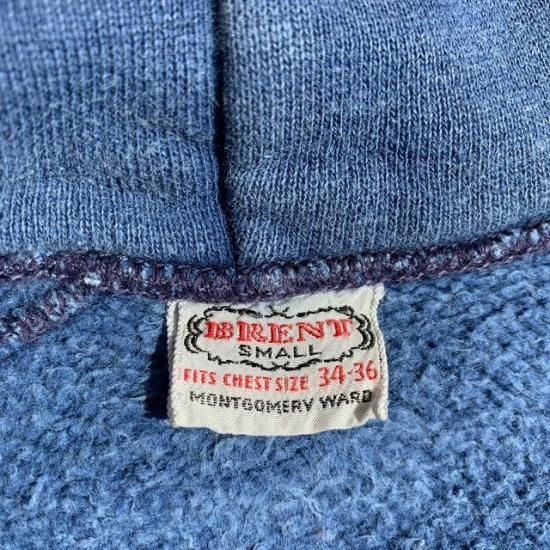 BRENT
SMALL
FITS CHEST SIZE 34-36
MONTGOMERY WARD